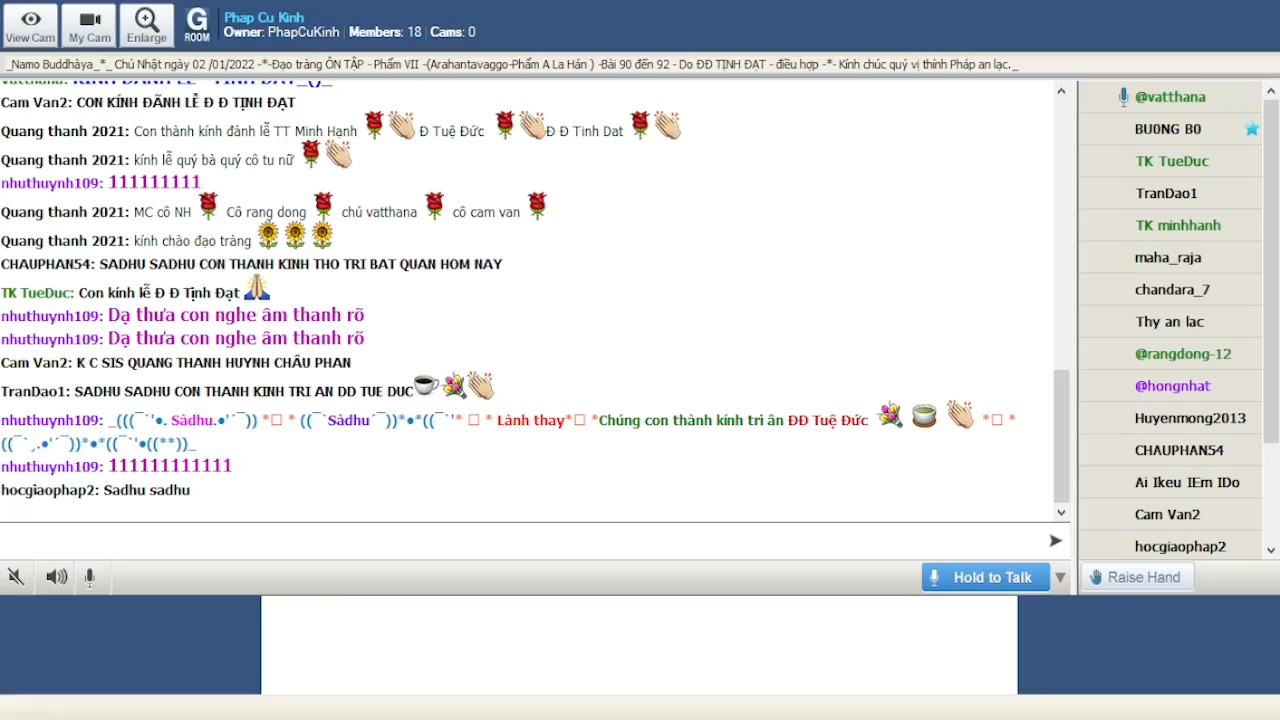 View Cam
My Cam
Enlarge
G
ROOM
Phap Cu Kinh
Owner: PhapCuKinh Members: 18 Cams: 0
_Namo Buddhàya_*_ Chủ Nhật ngày 02 /01/2022 -*-Đạo tràng ÔN TẬP - Phẩm VII -(Arahantavaggo-Phẩm A La Hán ) -Bài 90 đến 92 - Do ĐĐ TỊNH ĐẠT - điều hợp -*- Kính chúc quý vị thính Pháp an lạc._
Cam Van2: CON KÍNH ĐÃNH LỄ Đ Đ TỊNH ĐẠT
Quang thanh 2021: Con thành kính đảnh lễ TT Minh Hạnh Đ Tuệ Đức Đ Đ Tinh Dat
Quang thanh 2021: kính lễ quý bà quý cô tu nữ
nhuthuynh109: 111111111
Quang thanh 2021: MC cô NH Cô rang dong chú vatthana cô cam van
Quang thanh 2021: kính chào đạo tràng
CHAUPHAN54: SADHU SADHU CON THANH KINH THO TRI BAT QUAN HOM NAY
TK TueDuc: Con kính lễ Đ Đ Tịnh Đạt
nhuthuynh109: Dạ thưa con nghe âm thanh rõ
nhuthuynh109: Dạ thưa con nghe âm thanh rõ
Cam Van2: K C SIS QUANG THANH HUYNH CHÂU PHAN
TranDao1: SADHU SADHU CON THANH KINH TRI AN DD TUE DUC
nhuthuynh109: _(((¯`'•. Sàdhu.•'´¯)) *□ * ((¯`Sàdhu´¯))*•*((¯`'* □ * Lành thay*□ *Chúng con thành kính tri ân ĐĐ Tuệ Đức *□ *
((¯`¸.•'´¯))*•*((¯`'•((**))_
nhuthuynh109: 111111111111
hocgiaophap2: Sadhu sadhu
@vatthana
BU0NG B0
TK TueDuc
TranDao1
TK minhhanh
maha_raja
chandara_7
Thy an lac
@rangdong-12
@hongnhat
Huyenmong2013
CHAUPHAN54
Ai Ikeu IEm IDo
Cam Van2
hocgiaophap2
Hold to Talk
Raise Hand